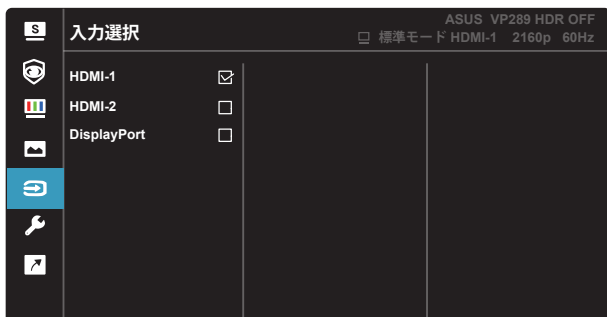 S
入力選択
ASUS VP289 HDR OFF
標準モード HDMI-1 2160p 60Hz
HDMI-1
HDMI-2
DisplayPort